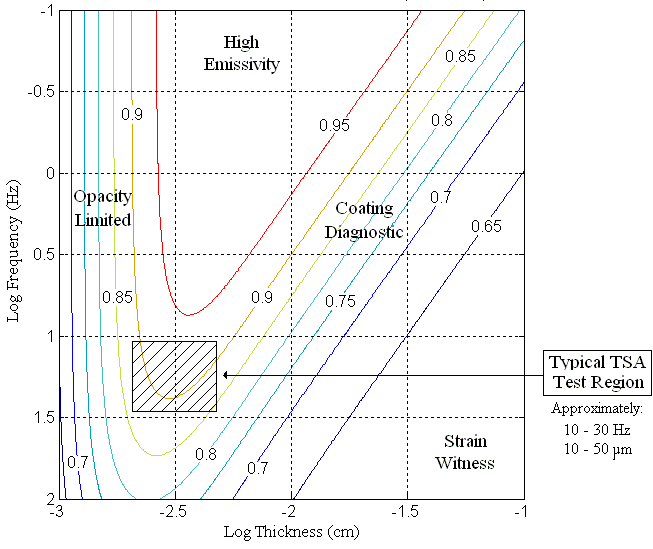 -1
High
Emissivity
0.85
-0.5
0.9
0.95
0.8
0
Opacity
Limited
0.7
Coating
Diagnostic
0.65
Log Frequency (Hz)
0.5
0.85
0.9
0.75
1
Typical TSA
Test Region
Approximately:
10 - 30 Hz
10 - 50 µm
1.5
0.7
0.8
0.7
Strain
Witness
2
-3
-2.5
-2
-1.5
-1
Log Thickness (cm)